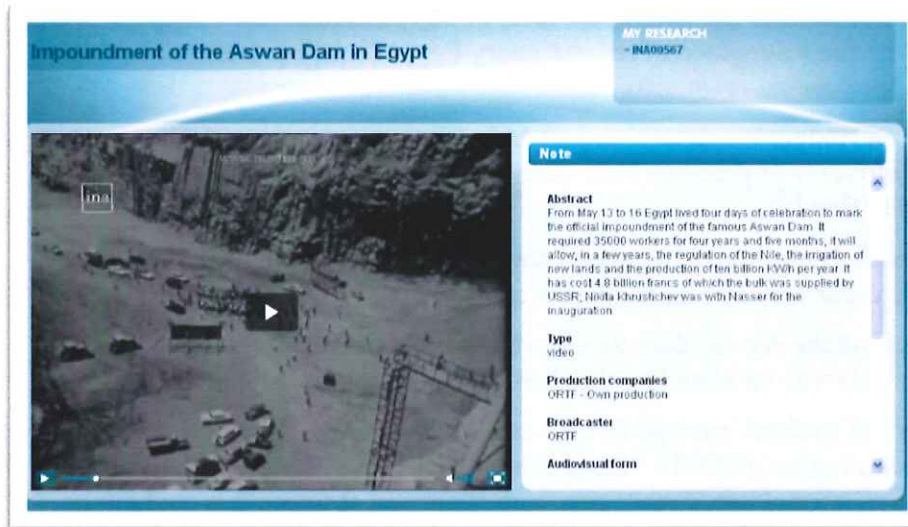 Impoundment of the Aswan Dam in Egypt
MY RESEARCH
- INA00567
ina
Note
Abstract
From May 13 to 16 Egypt lived four days of celebration to mark
the official impoundment of the famous Aswan Dam. It
required 35000 workers for four years and five months, it will
allow, in a few years, the regulation of the Nile, the irrigation of
new lands and the production of ten billion KW/h per year. It
has cost 4.8 billion francs of which the bulk was supplied by
USSR, Nikita Khrushchev was with Nasser for the
inauguration
Type
video
Production companies
ORTF - Own production
Broadcaster
ORTF
Audiovisual form